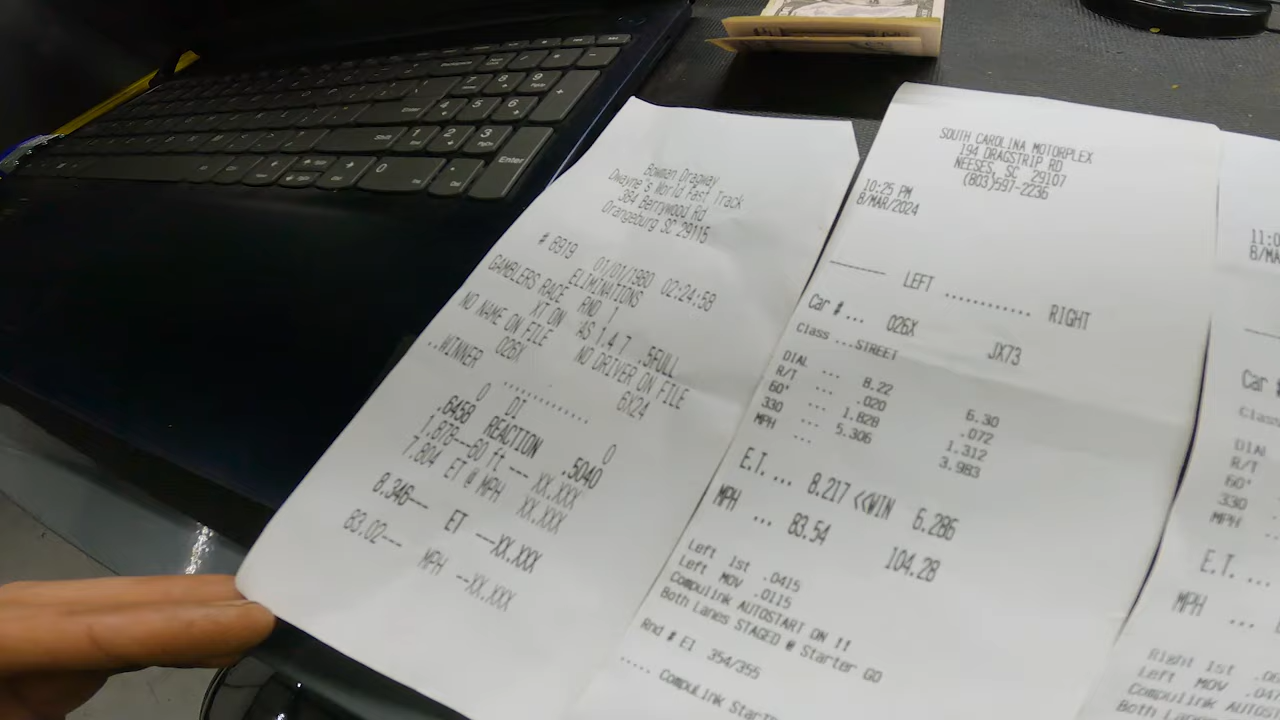 Bowman Dragway
Dwayne's World Fast Track
364 Berrywood Rd
Orangeburg SC 29115
# 8919 01/01/1980 02:24:58
ELIMINATIONS
GAMBLERS RACE RND 1
XT ON AS 1.4 7 .5FULL
NO NAME ON FILE NO DRIVER ON FILE
..WINNER 026X 6X24
0 DI 0
.6458 REACTION .5040
1.878---60 ft --- XX.XXX
7.804 ET @ MPH XX.XXX
8.346--- ET ---XX.XXX
83.02--- MPH --XX.XXX
SOUTH CAROLINA MOTORPLEX
194 DRAGSTRIP RD
NEESES, SC 29107
(803)597-2236
10:25 PM
8/MAR/2024
LEFT ............ RIGHT
Car # ... 026X JX73
Class ...STREET
DIAL ... 8.22 6.30
R/T ... .020 .072
60' ... 1.828 1.312
330 ... 5.306 3.983
MPH ...
E.T. ... 8.217 <<WIN 6.286
MPH ... 83.54 104.28
Left 1st .0415
Left MOV .0115
Compulink AUTOSTART ON !!
Both Lanes STAGED @ Starter GO
Rnd # E1 354/355
..... CompuLink StarT
11:0
8/MA
Car #
Class
DIAL
R/T
60'
330
MPH
E.T. ...
MPH ...
Right 1st
Left MOV
Compulink AUTOS
Both Lanes